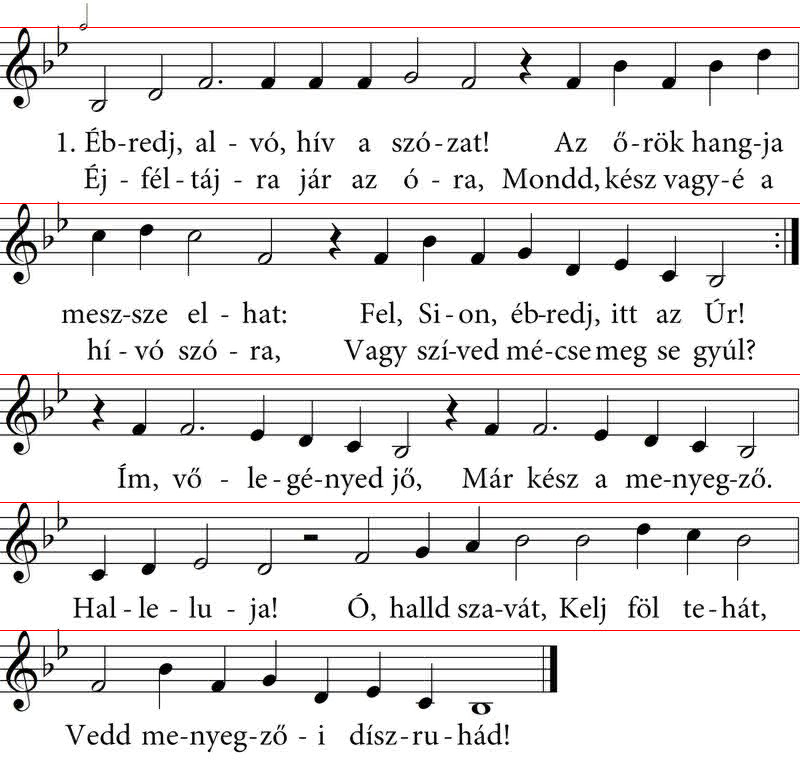 1. Éb-redj, al - vó, hív a szó-zat! Az ő-rök hang-ja
Éj - fél-táj - ra jár az ó - ra, Mondd, kész vagy-é a
mesz-sze el - hat: Fel, Si-on, éb-redj, itt az Úr!
hí - vó szó - ra, Vagy szí-ved mé-cse meg se gyúl?
Ím, vő - le-gé-nyed jő, Már kész a me-nyeg-ző.
Hal - le - lu - ja! Ó, halld sza-vát, Kelj föl te-hát,
Vedd me-nyeg-ző - i dísz-ru-hád!